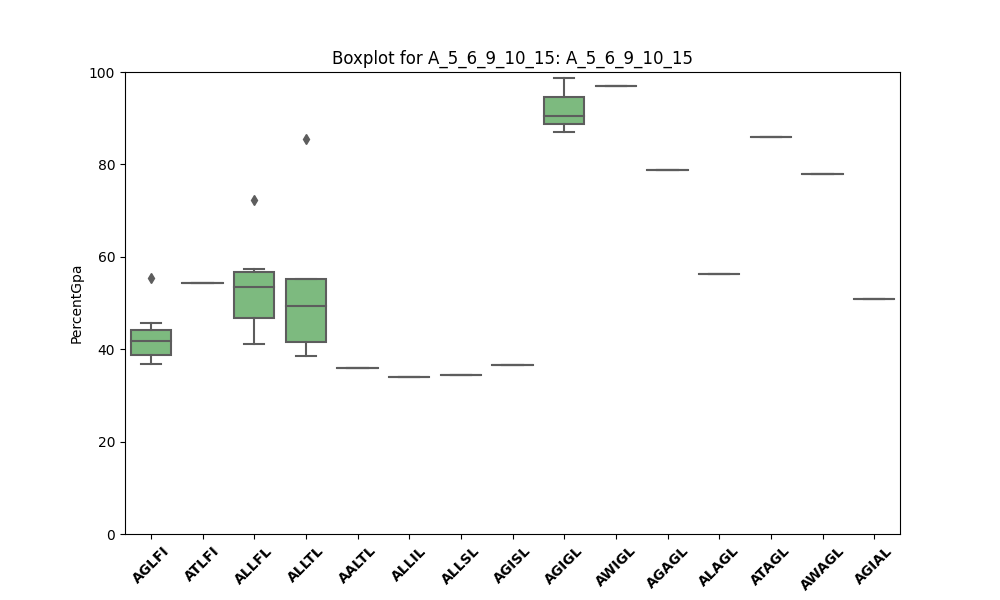 Boxplot for A_5_6_9_10_15: A_5_6_9_10_15
PercentGpa
100
80
60
40
20
0
AGLFI
ATLFI
ALLFL
ALLTL
AALTL
ALLIL
ALLSL
AGISL
AGIGL
AWIGL
AGAGL
ALAGL
ATAGL
AWAGL
AGIAL